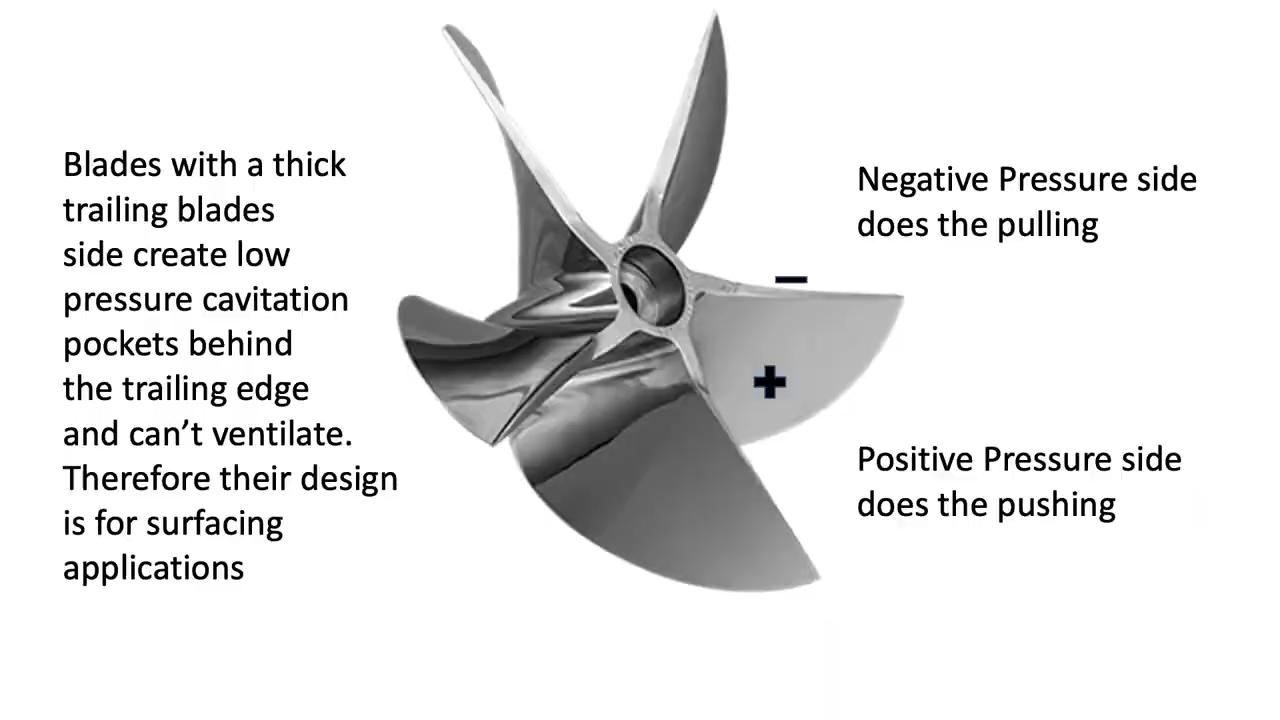 Blades with a thick
trailing blades
side create low
pressure cavitation
pockets behind
the trailing edge
and can’t ventilate.
Therefore their design
is for surfacing
applications
Negative Pressure side
does the pulling
–
+
Positive Pressure side
does the pushing